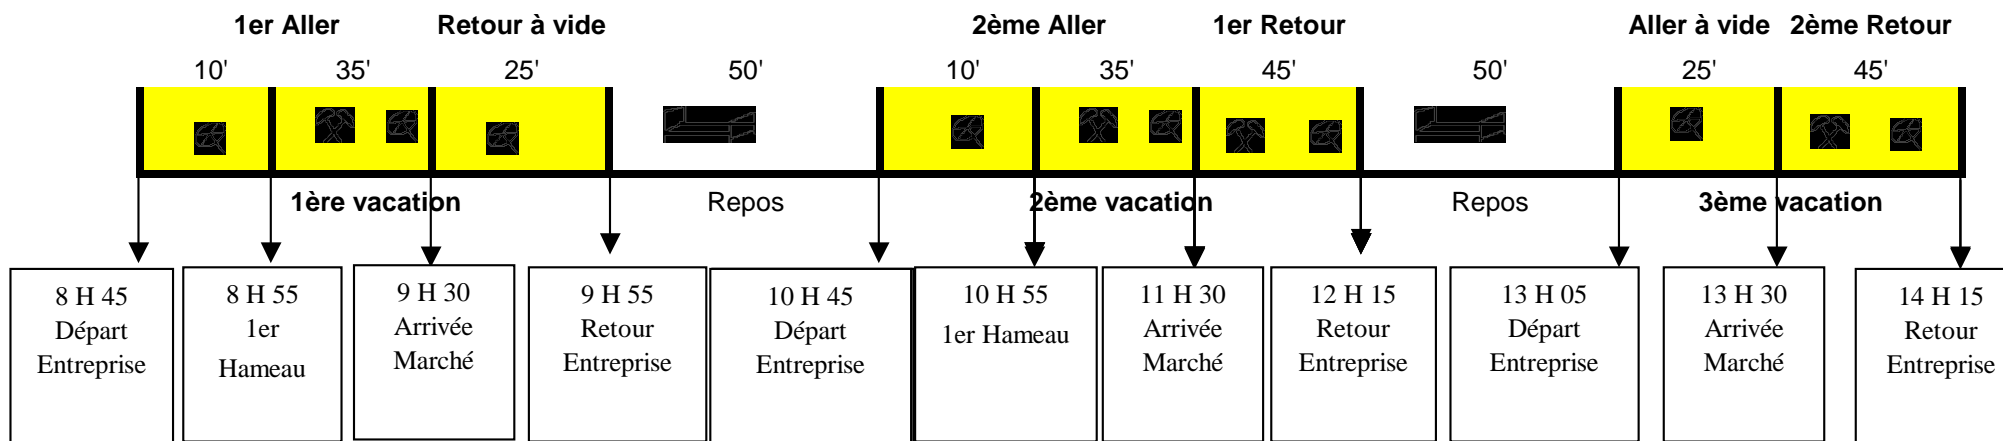 1er Aller Retour à vide 2ème Aller 1er Retour Aller à vide 2ème Retour
10' 35' 25' 50' 10' 35' 45' 50' 25' 45'
1ère vacation Repos 2ème vacation Repos 3ème vacation
8 H 45
Départ
Entreprise
8 H 55
1er
Hameau
9 H 30
Arrivée
Marché
9 H 55
Retour
Entreprise
10 H 45
Départ
Entreprise
10 H 55
1er Hameau
11 H 30
Arrivée
Marché
12 H 15
Retour
Entreprise
13 H 05
Départ
Entreprise
13 H 30
Arrivée
Marché
14 H 15
Retour
Entreprise